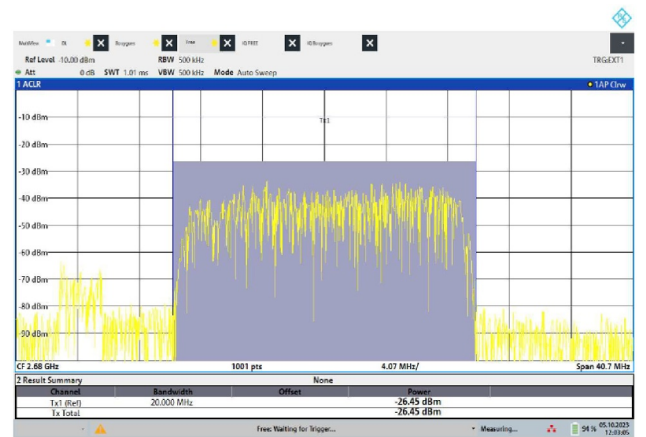 MultiView
Ref Level -10.00 dBm RBW 500 kHz TRG:EXT1
Att 0 dB SWT 1.01 ms VBW 500 kHz Mode Auto Sweep
1 ACLR 1AP Clrw
Tx1
-10 dBm
-20 dBm
-30 dBm
-40 dBm
-50 dBm
-60 dBm
-70 dBm
-80 dBm
-90 dBm
CF 2.68 GHz 1001 pts 4.07 MHz/ Span 40.7 MHz
2 Result Summary None
Channel Bandwidth Offset Power
Tx1 (Ref) 20.000 MHz -26.45 dBm
Tx Total -26.45 dBm
Free: Waiting for Trigger... Measuring... 94 % 05.10.2023
12:03:05